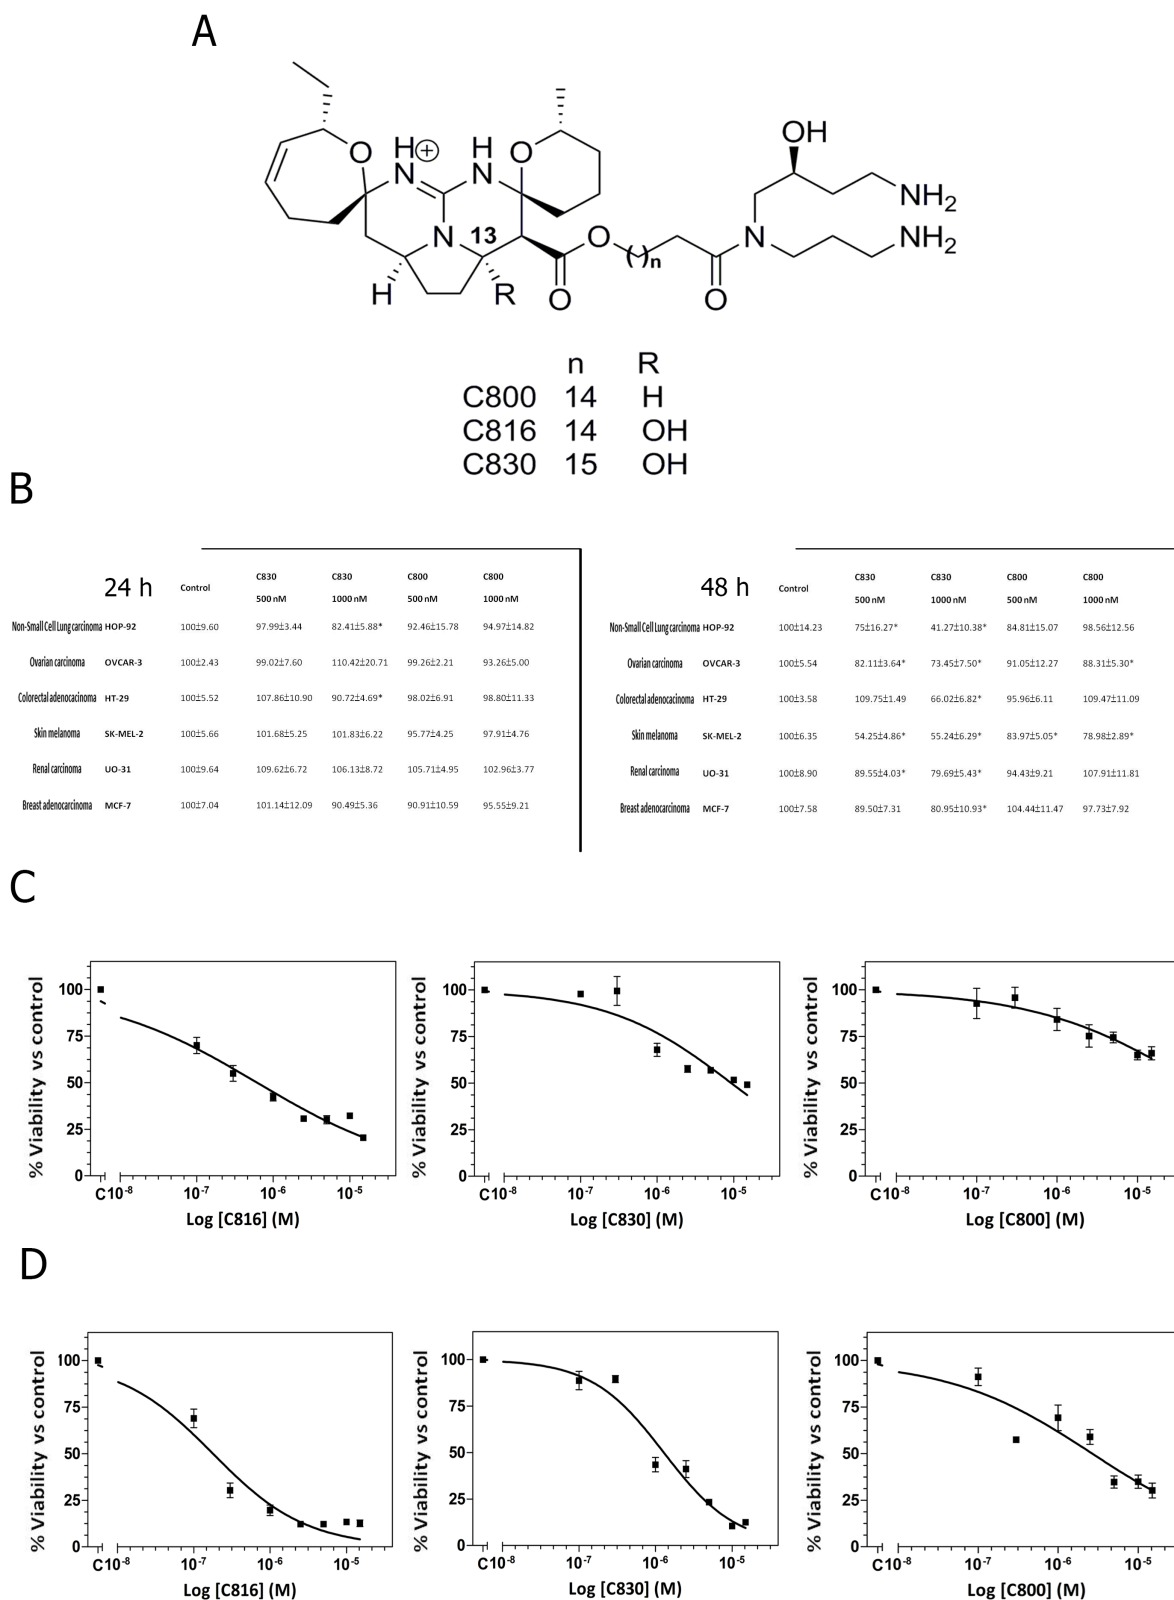 A
OH
H⊕ H
O N N O
NH₂
N 13 O N NH₂
( )n
H R O O
n R
C800 14 H
C816 14 OH
C830 15 OH
B
24 h Control C830 500 nM C830 1000 nM C800 500 nM C800 1000 nM
Non-Small Cell Lung carcinoma HOP-92 100±9.60 97.99±3.44 82.41±5.88* 92.46±15.78 94.97±14.82
Ovarian carcinoma OVCAR-3 100±2.43 99.02±7.60 110.42±20.71 99.26±2.21 93.26±5.00
Colorectal adenocacinoma HT-29 100±5.52 107.86±10.90 90.72±4.69* 98.02±6.91 98.80±11.33
Skin melanoma SK-MEL-2 100±5.66 101.68±5.25 101.83±6.22 95.77±4.25 97.91±4.76
Renal carcinoma UO-31 100±9.64 109.62±6.72 106.13±8.72 105.71±4.95 102.96±3.77
Breast adenocarcinoma MCF-7 100±7.04 101.14±12.09 90.49±5.36 90.91±10.59 95.55±9.21
48 h Control C830 500 nM C830 1000 nM C800 500 nM C800 1000 nM
Non-Small Cell Lung carcinoma HOP-92 100±14.23 75±16.27* 41.27±10.38* 84.81±15.07 98.56±12.56
Ovarian carcinoma OVCAR-3 100±5.54 82.11±3.64* 73.45±7.50* 91.05±12.27 88.31±5.30*
Colorectal adenocacinoma HT-29 100±3.58 109.75±1.49 66.02±6.82* 95.96±6.11 109.47±11.09
Skin melanoma SK-MEL-2 100±6.35 54.25±4.86* 55.24±6.29* 83.97±5.05* 78.98±2.89*
Renal carcinoma UO-31 100±8.90 89.55±4.03* 79.69±5.43* 94.43±9.21 107.91±11.81
Breast adenocarcinoma MCF-7 100±7.58 89.50±7.31 80.95±10.93* 104.44±11.47 97.73±7.92
C
% Viability vs control
100
75
50
25
0
C 10⁻⁸ 10⁻⁷ 10⁻⁶ 10⁻⁵
Log [C816] (M)
% Viability vs control
100
75
50
25
0
C 10⁻⁸ 10⁻⁷ 10⁻⁶ 10⁻⁵
Log [C830] (M)
% Viability vs control
100
75
50
25
0
C 10⁻⁸ 10⁻⁷ 10⁻⁶ 10⁻⁵
Log [C800] (M)
D
% Viability vs control
100
75
50
25
0
C 10⁻⁸ 10⁻⁷ 10⁻⁶ 10⁻⁵
Log [C816] (M)
% Viability vs control
100
75
50
25
0
C 10⁻⁸ 10⁻⁷ 10⁻⁶ 10⁻⁵
Log [C830] (M)
% Viability vs control
100
75
50
25
0
C 10⁻⁸ 10⁻⁷ 10⁻⁶ 10⁻⁵
Log [C800] (M)